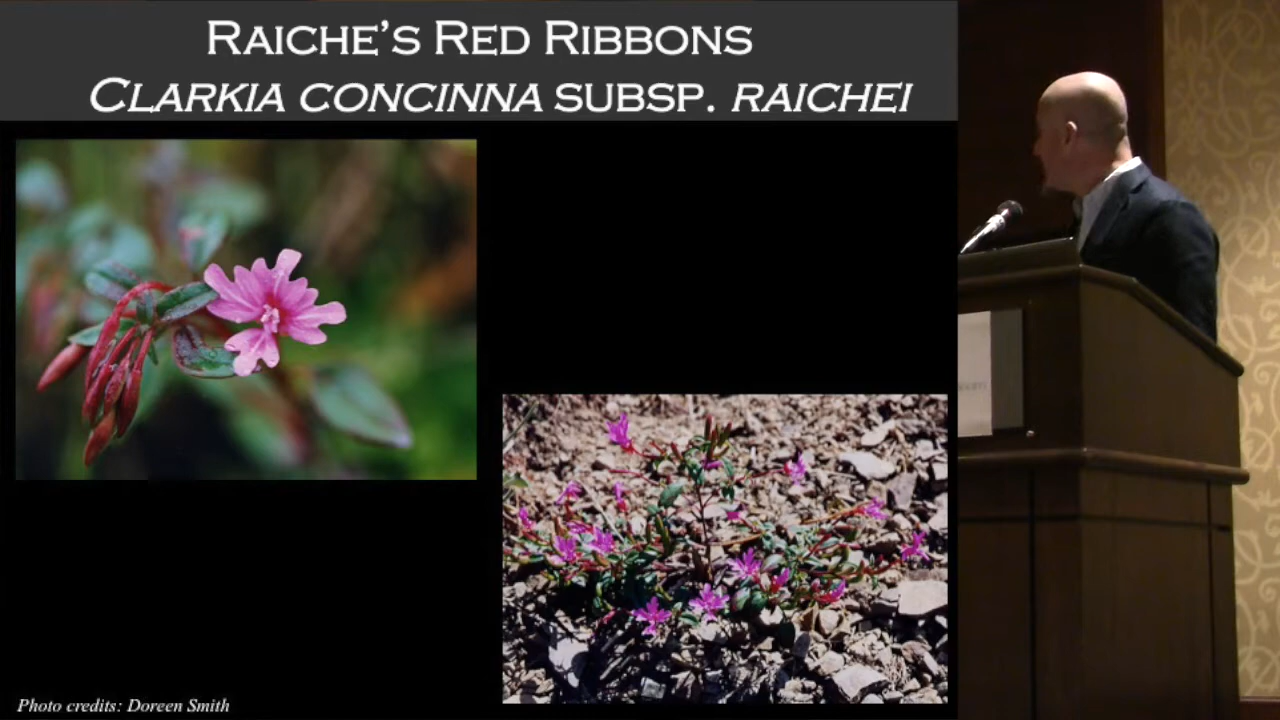 RAICHE'S RED RIBBONS
CLARKIA CONCINNA SUBSP. RAICHEI
Photo credits: Doreen Smith